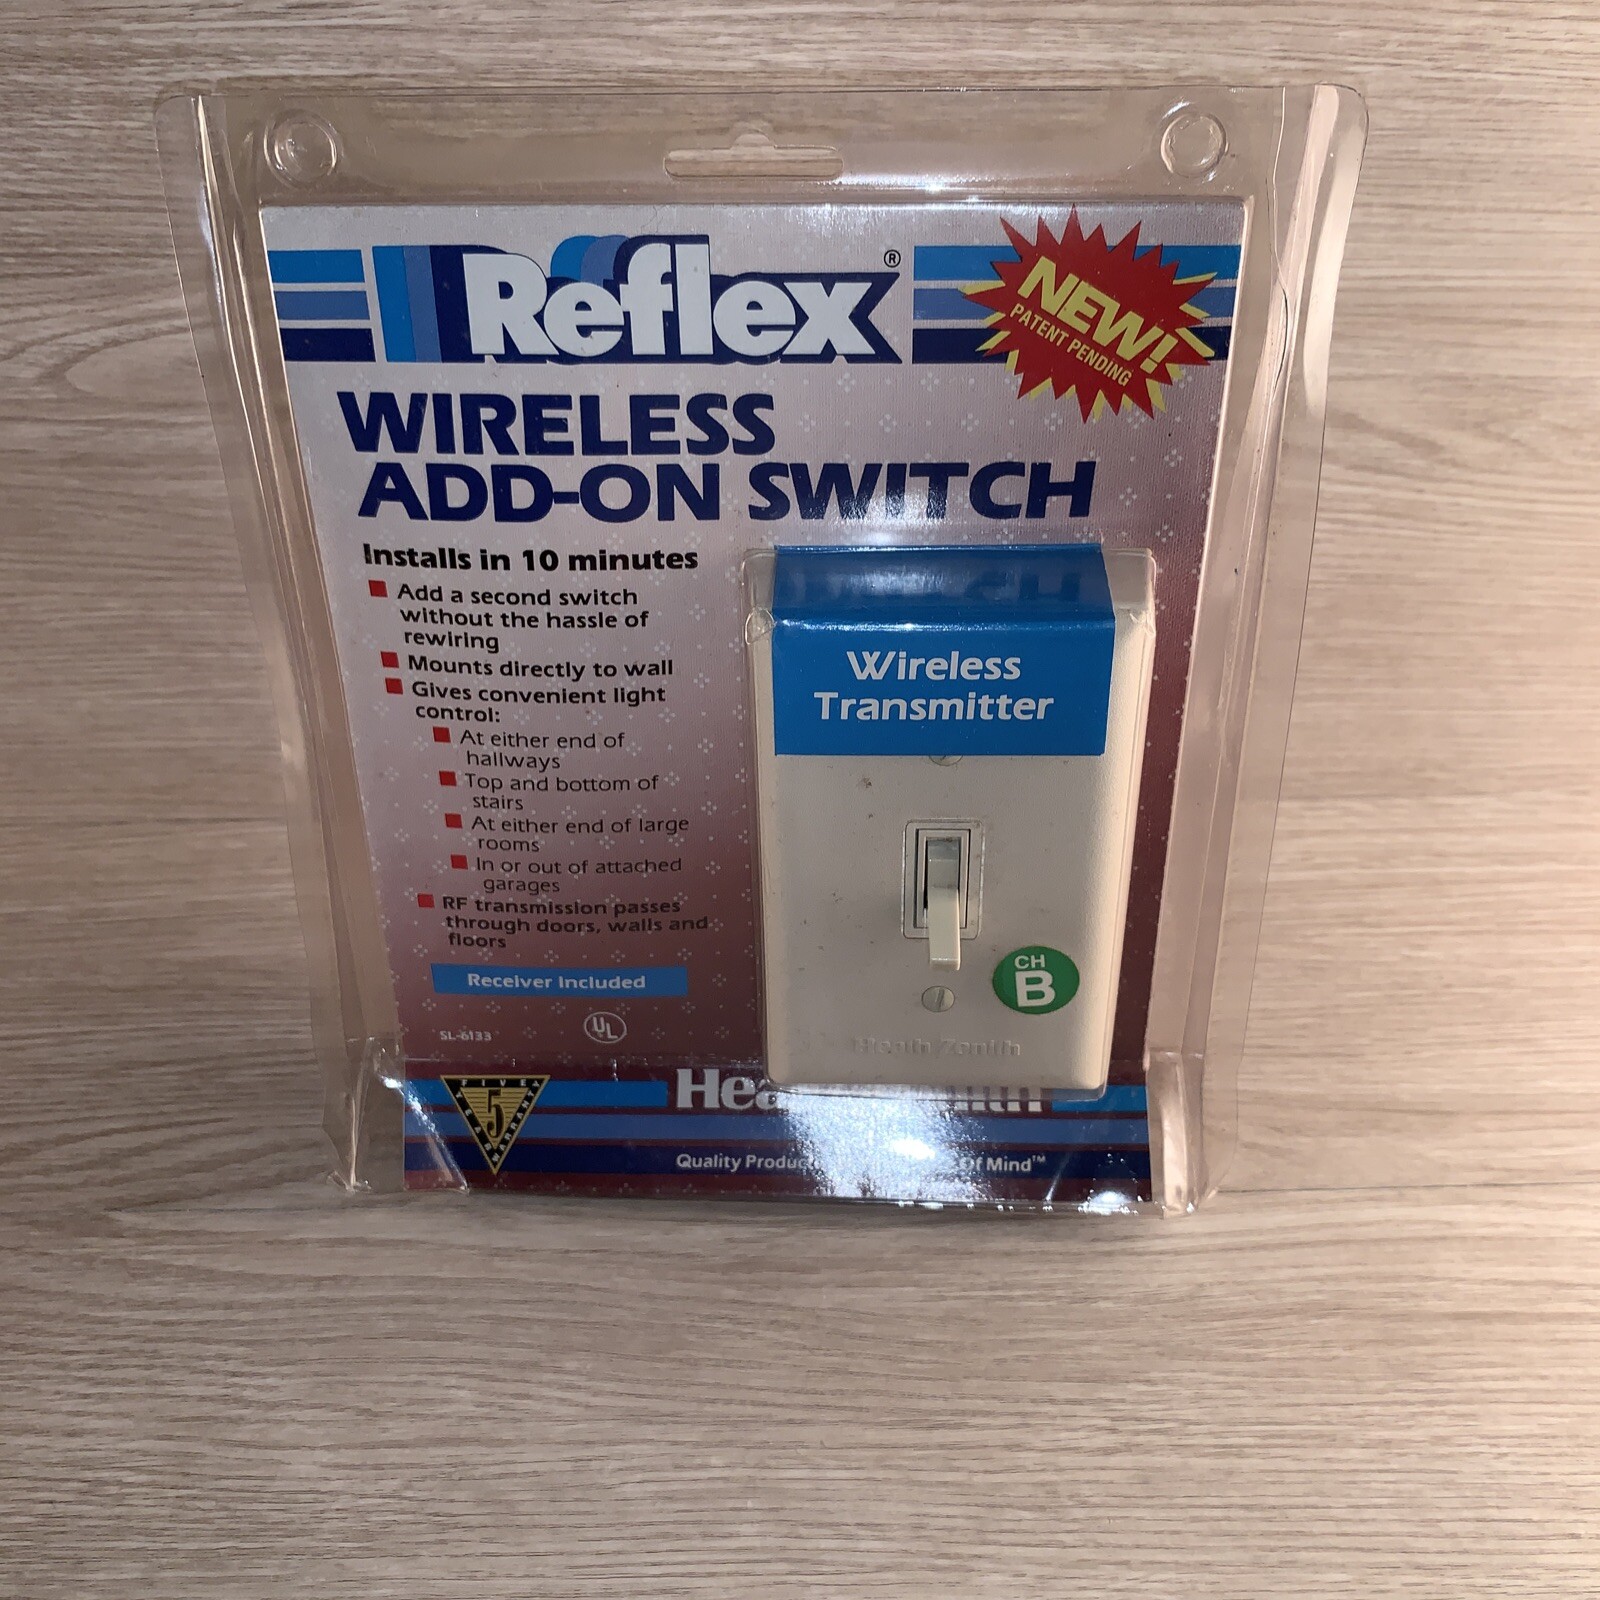 Reflex®
NEW!
PATENT PENDING
WIRELESS
ADD-ON SWITCH
Installs in 10 minutes
Add a second switch
without the hassle of
rewiring
Mounts directly to wall
Gives convenient light
control:
At either end of
hallways
Top and bottom of
stairs
At either end of large
rooms
In or out of attached
garages
RF transmission passes
through doors, walls and
floors
Receiver Included
SL-6133
UL
Wireless
Transmitter
CH
B
Heath Zenith
FIVE
YEAR WARRANTY
5
Quality
Of Mind™